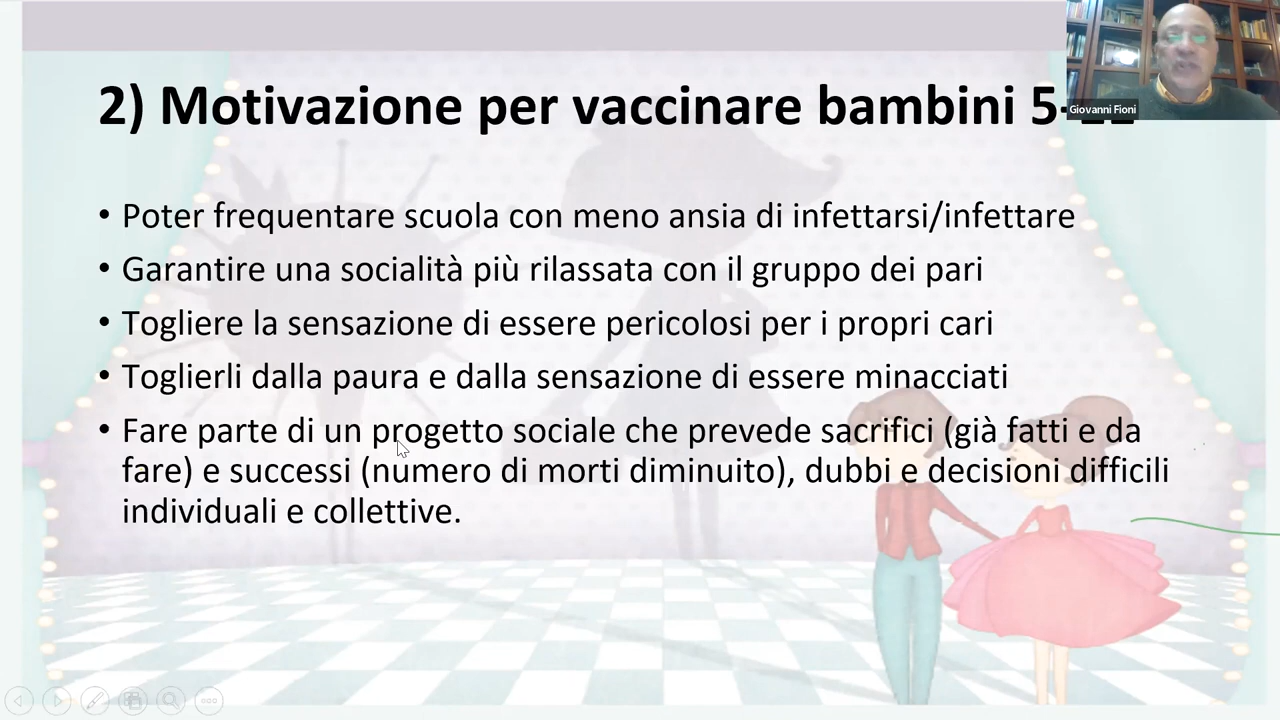 2) Motivazione per vaccinare bambini 5-
Giovanni Fioni
• Poter frequentare scuola con meno ansia di infettarsi/infettare
• Garantire una socialità più rilassata con il gruppo dei pari
• Togliere la sensazione di essere pericolosi per i propri cari
• Toglierli dalla paura e dalla sensazione di essere minacciati
• Fare parte di un progetto sociale che prevede sacrifici (già fatti e da
fare) e successi (numero di morti diminuito), dubbi e decisioni difficili
individuali e collettive.